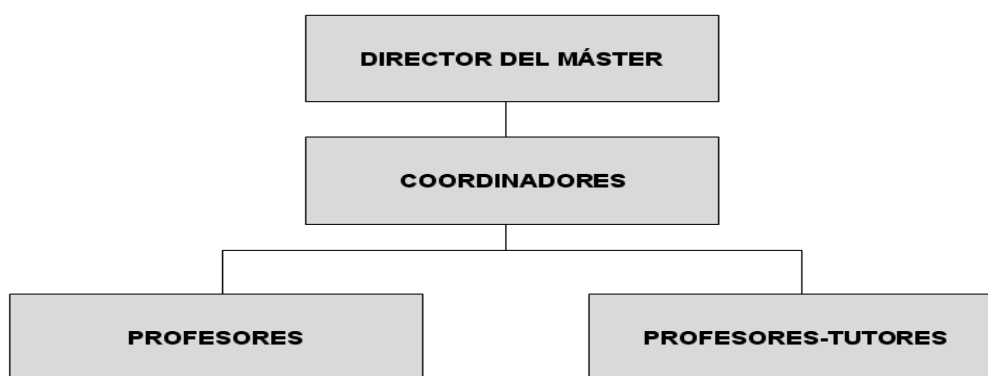 DIRECTOR DEL MÁSTER
COORDINADORES
PROFESORES
PROFESORES-TUTORES